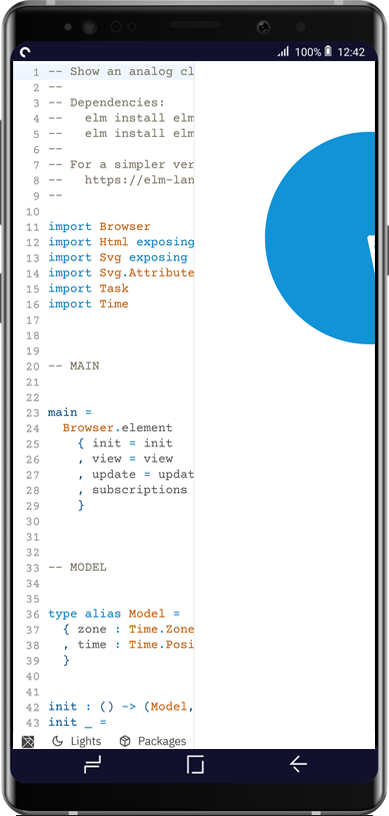 100% 12:42
1 -- Show an analog cl
2 --
3 -- Dependencies:
4 --   elm install elm
5 --   elm install elm
6 --
7 -- For a simpler ver
8 --   https://elm-lan
9 --
10
11 import Browser
12 import Html exposing
13 import Svg exposing
14 import Svg.Attribute
15 import Task
16 import Time
17
18
19
20 -- MAIN
21
22
23 main =
24   Browser.element
25     { init = init
26     , view = view
27     , update = updat
28     , subscriptions
29     }
30
31
32
33 -- MODEL
34
35
36 type alias Model =
37   { zone : Time.Zone
38   , time : Time.Posi
39   }
40
41
42 init : () -> (Model,
43 init _ =
Lights Packages